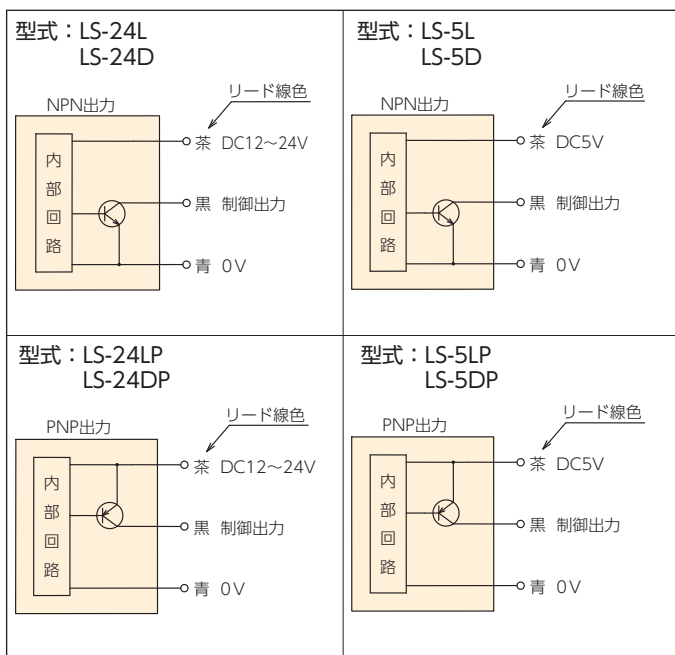 型式：LS-24L
LS-24D
リード線色
NPN出力
内部回路
茶 DC12～24V
黒 制御出力
青 0V
型式：LS-5L
LS-5D
リード線色
NPN出力
内部回路
茶 DC5V
黒 制御出力
青 0V
型式：LS-24LP
LS-24DP
リード線色
PNP出力
内部回路
茶 DC12～24V
黒 制御出力
青 0V
型式：LS-5LP
LS-5DP
リード線色
PNP出力
内部回路
茶 DC5V
黒 制御出力
青 0V